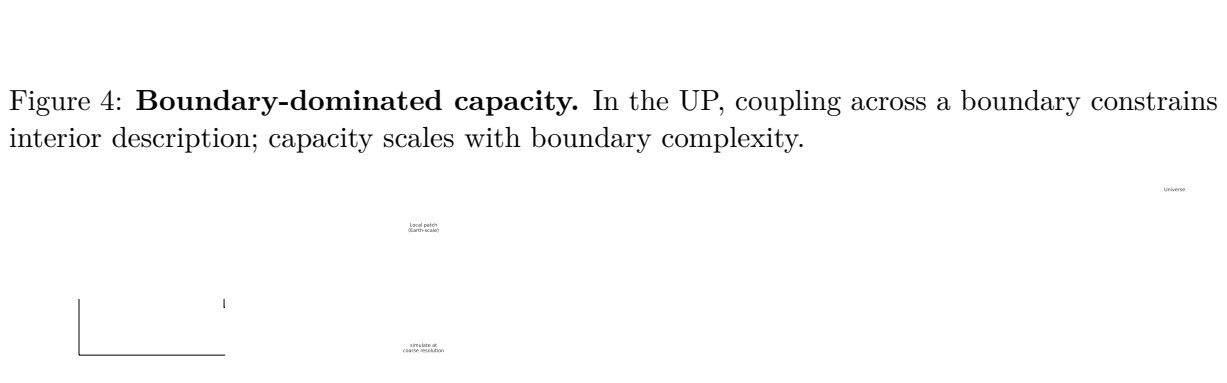 Figure 4: Boundary-dominated capacity. In the UP, coupling across a boundary constrains
interior description; capacity scales with boundary complexity.
Universe
Local patch
(Earth-scale)
simulate at
coarse resolution